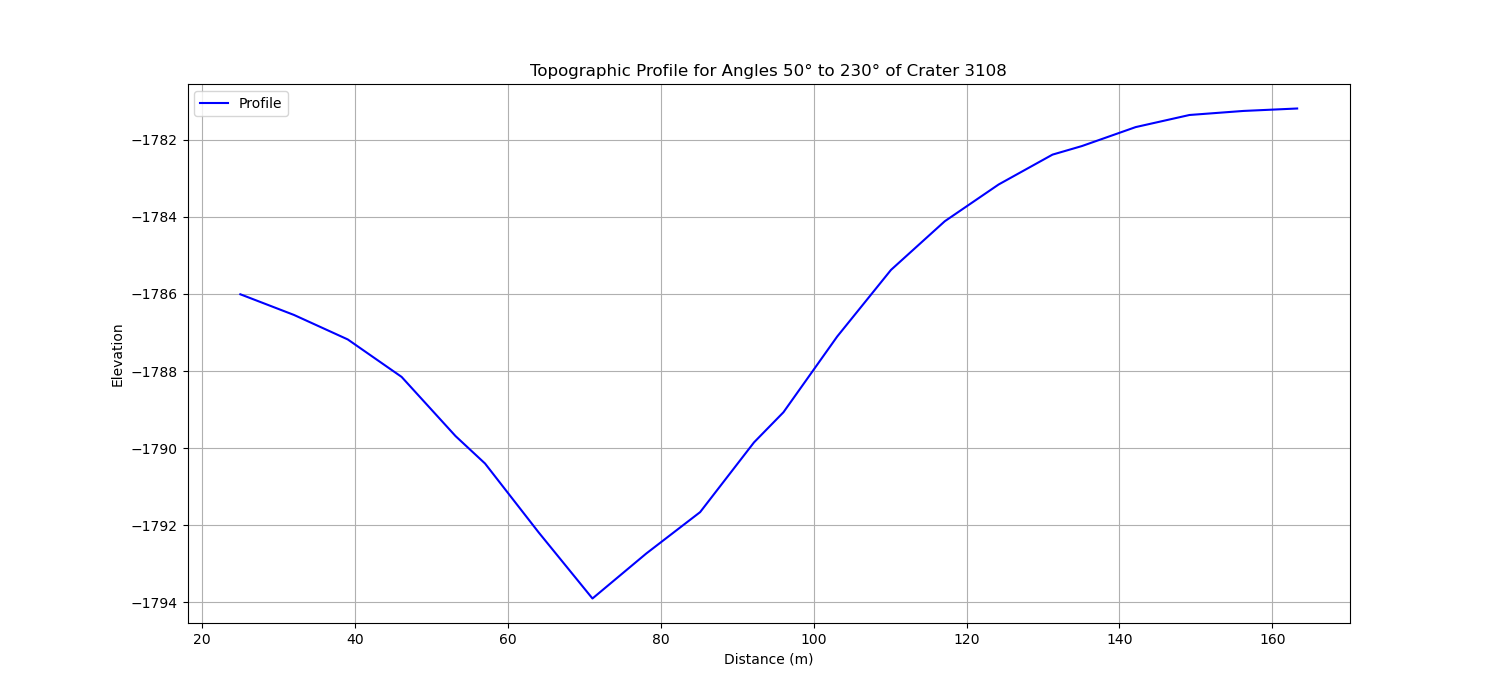 Topographic Profile for Angles 50° to 230° of Crater 3108
Profile
−1782
−1784
−1786
−1788
−1790
−1792
−1794
Elevation
20 40 60 80 100 120 140 160
Distance (m)